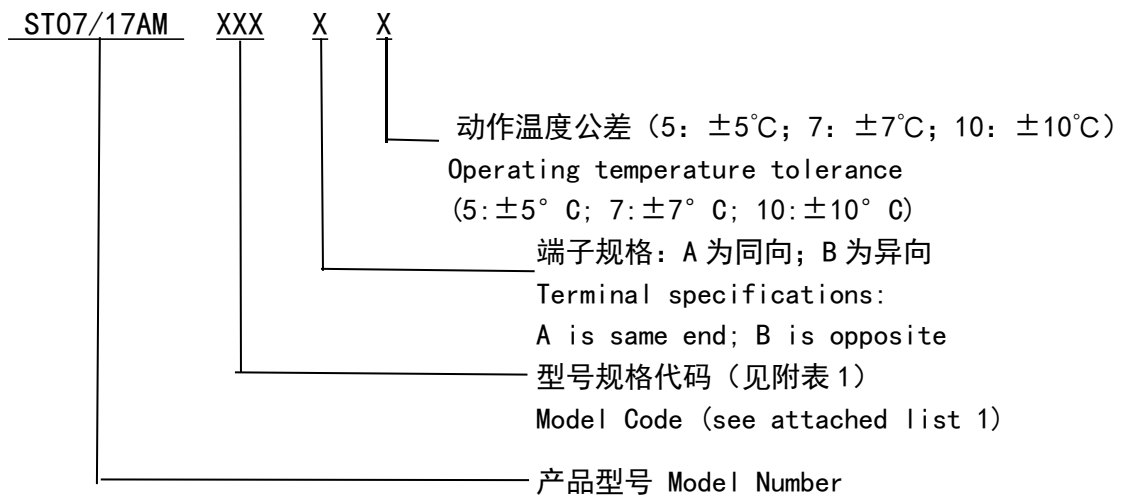 ST07/17AM XXX X X
动作温度公差（5：±5℃；7：±7℃；10：±10℃）
Operating temperature tolerance
(5:±5° C; 7:±7° C; 10:±10° C)
端子规格：A 为同向；B 为异向
Terminal specifications:
A is same end; B is opposite
型号规格代码（见附表 1）
Model Code (see attached list 1)
产品型号 Model Number